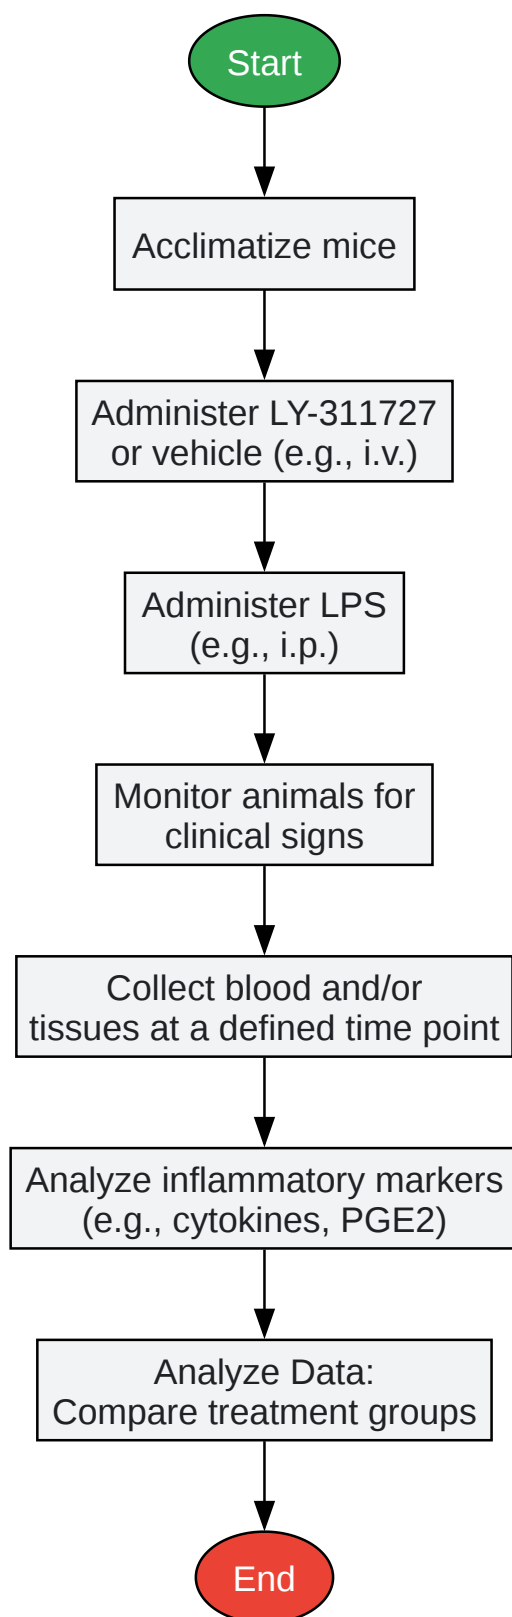 Start
Acclimatize mice
Administer LY-311727
or vehicle (e.g., i.v.)
Administer LPS
(e.g., i.p.)
Monitor animals for
clinical signs
Collect blood and/or
tissues at a defined time point
Analyze inflammatory markers
(e.g., cytokines, PGE2)
Analyze Data:
Compare treatment groups
End